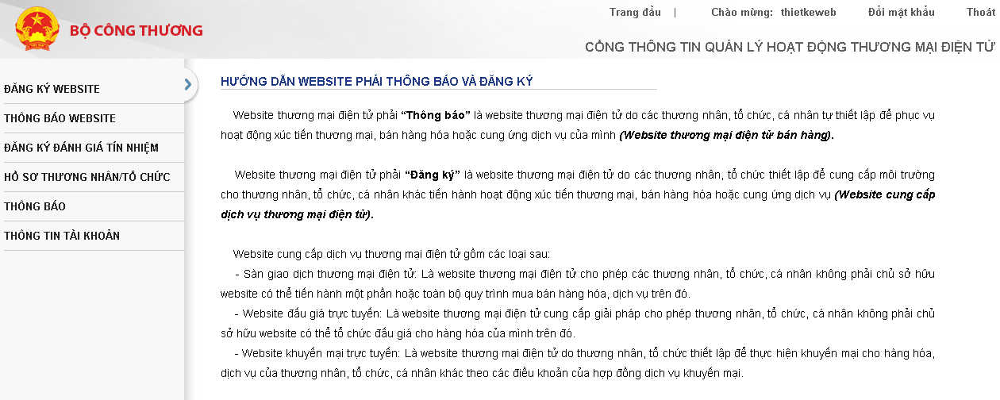 Trang đầu | Chào mừng: thietkeweb Đổi mật khẩu Thoát
BỘ CÔNG THƯƠNG
CỔNG THÔNG TIN QUẢN LÝ HOẠT ĐỘNG THƯƠNG MẠI ĐIỆN TỬ
ĐĂNG KÝ WEBSITE
THÔNG BÁO WEBSITE
ĐĂNG KÝ ĐÁNH GIÁ TÍN NHIỆM
HỒ SƠ THƯƠNG NHÂN/TỔ CHỨC
THÔNG BÁO
THÔNG TIN TÀI KHOẢN
HƯỚNG DẪN WEBSITE PHẢI THÔNG BÁO VÀ ĐĂNG KÝ
Website thương mại điện tử phải “Thông báo” là website thương mại điện tử do các thương nhân, tổ chức, cá nhân tự thiết lập để phục vụ
hoạt động xúc tiến thương mại, bán hàng hóa hoặc cung ứng dịch vụ của mình (Website thương mại điện tử bán hàng).
Website thương mại điện tử phải “Đăng ký” là website thương mại điện tử do các thương nhân, tổ chức thiết lập để cung cấp môi trường
cho thương nhân, tổ chức, cá nhân khác tiến hành hoạt động xúc tiến thương mại, bán hàng hóa hoặc cung ứng dịch vụ (Website cung cấp
dịch vụ thương mại điện tử).
Website cung cấp dịch vụ thương mại điện tử gồm các loại sau:
- Sàn giao dịch thương mại điện tử: Là website thương mại điện tử cho phép các thương nhân, tổ chức, cá nhân không phải chủ sở hữu
website có thể tiến hành một phần hoặc toàn bộ quy trình mua bán hàng hóa, dịch vụ trên đó.
- Website đấu giá trực tuyến: Là website thương mại điện tử cung cấp giải pháp cho phép thương nhân, tổ chức, cá nhân không phải chủ
sở hữu website có thể tổ chức đấu giá cho hàng hóa của mình trên đó.
- Website khuyến mại trực tuyến: Là website thương mại điện tử do thương nhân, tổ chức thiết lập để thực hiện khuyến mại cho hàng hóa,
dịch vụ của thương nhân, tổ chức, cá nhân khác theo các điều khoản của hợp đồng dịch vụ khuyến mại.